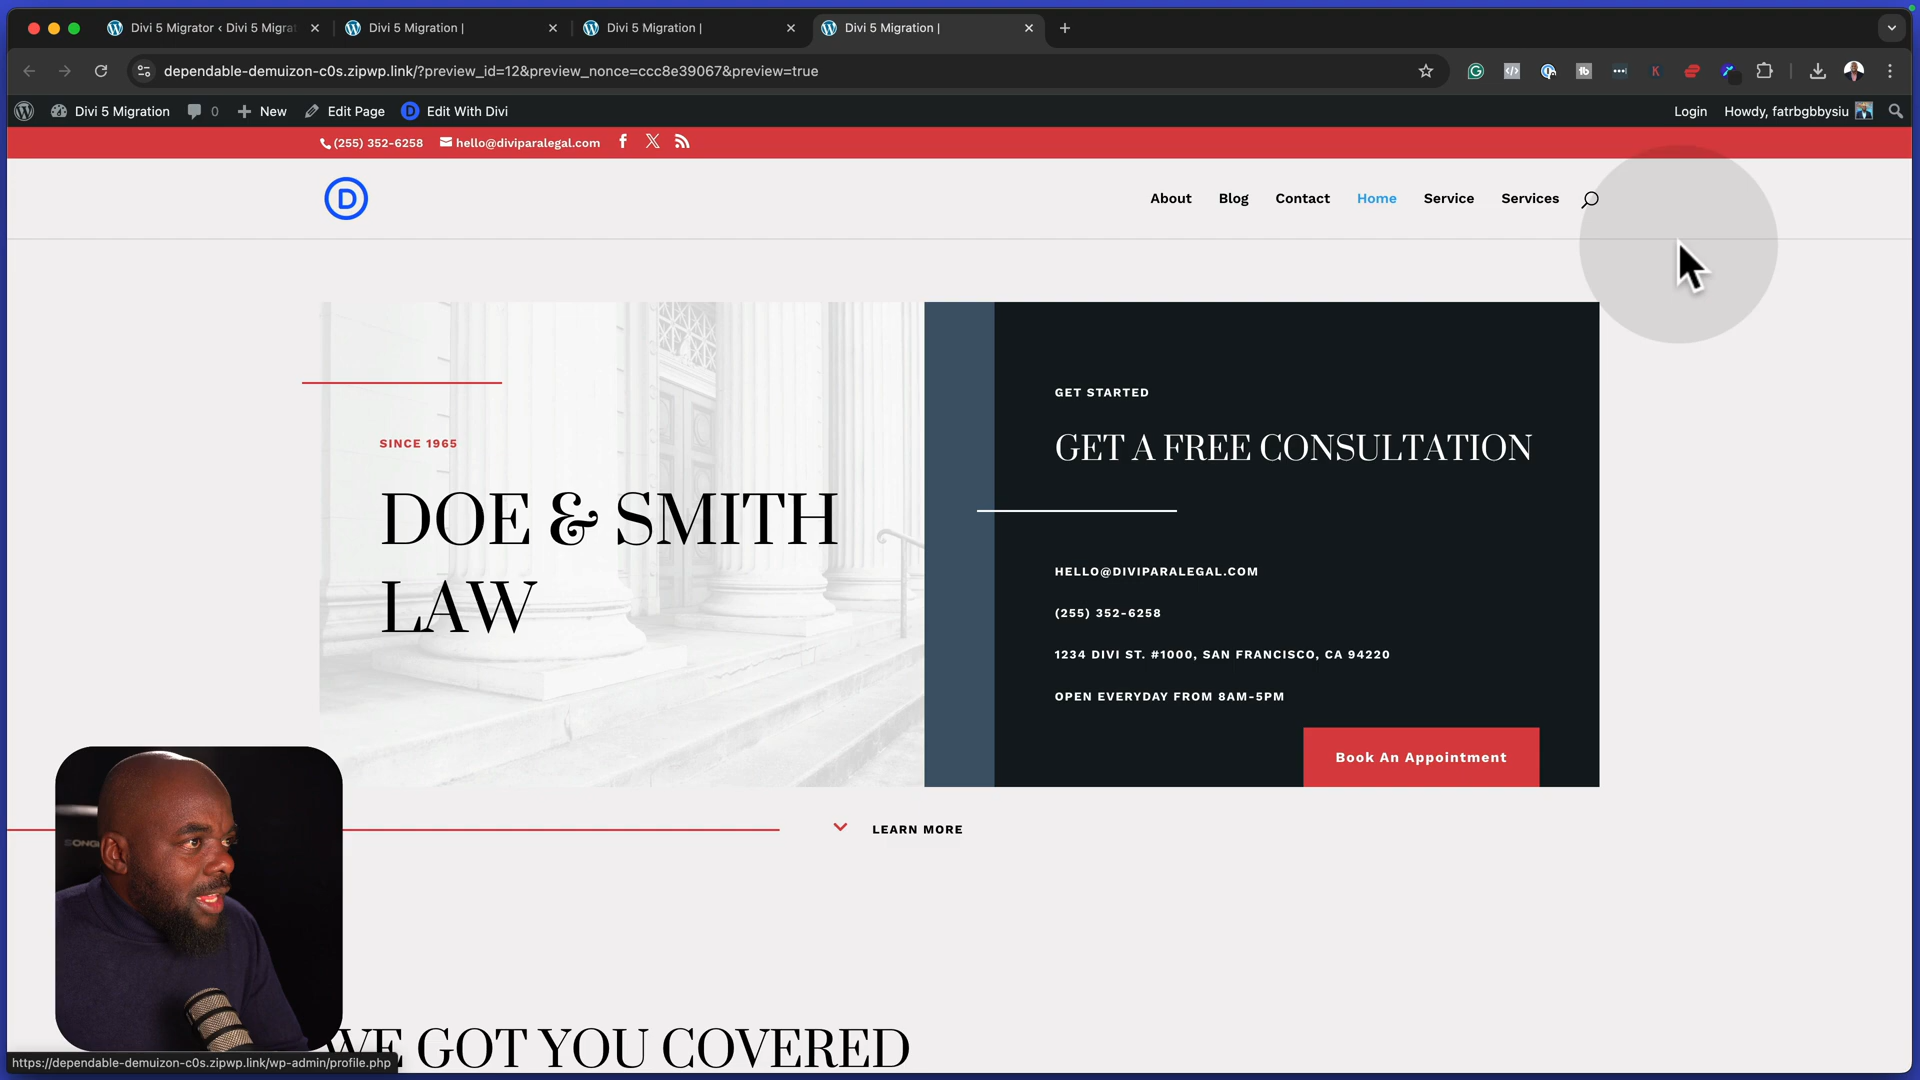 Divi 5 Migrator ‹ Divi 5 Migra
Divi 5 Migration |
Divi 5 Migration |
Divi 5 Migration |
dependable-demuizon-c0s.zipwp.link/?preview_id=12&preview_nonce=ccc8e39067&preview=true
Divi 5 Migration
0
New
Edit Page
D
Edit With Divi
Login
Howdy, fatrbgbbysiu
(255) 352-6258
hello@diviparalegal.com
D
About
Blog
Contact
Home
Service
Services
SINCE 1965
DOE & SMITH
LAW
GET STARTED
GET A FREE CONSULTATION
HELLO@DIVIPARALEGAL.COM
(255) 352-6258
1234 DIVI ST. #1000, SAN FRANCISCO, CA 94220
OPEN EVERYDAY FROM 8AM-5PM
Book An Appointment
LEARN MORE
WE GOT YOU COVERED
https://dependable-demuizon-c0s.zipwp.link/wp-admin/profile.php